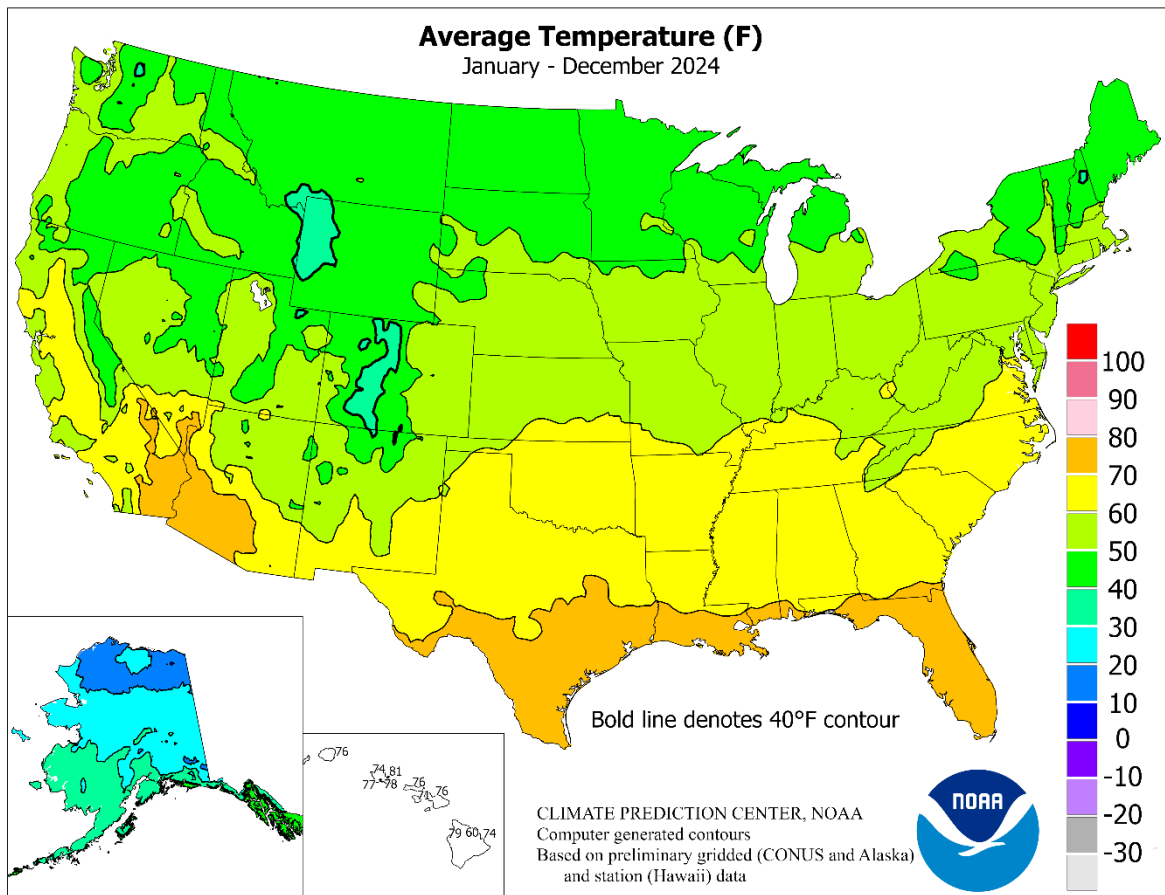 Average Temperature (F)
January - December 2024
100
90
80
70
60
50
40
30
20
10
0
-10
-20
-30
Bold line denotes 40°F contour
76
74 81
77 78
76
74
76
79 60 74
CLIMATE PREDICTION CENTER, NOAA
Computer generated contours
Based on preliminary gridded (CONUS and Alaska)
and station (Hawaii) data
NOAA